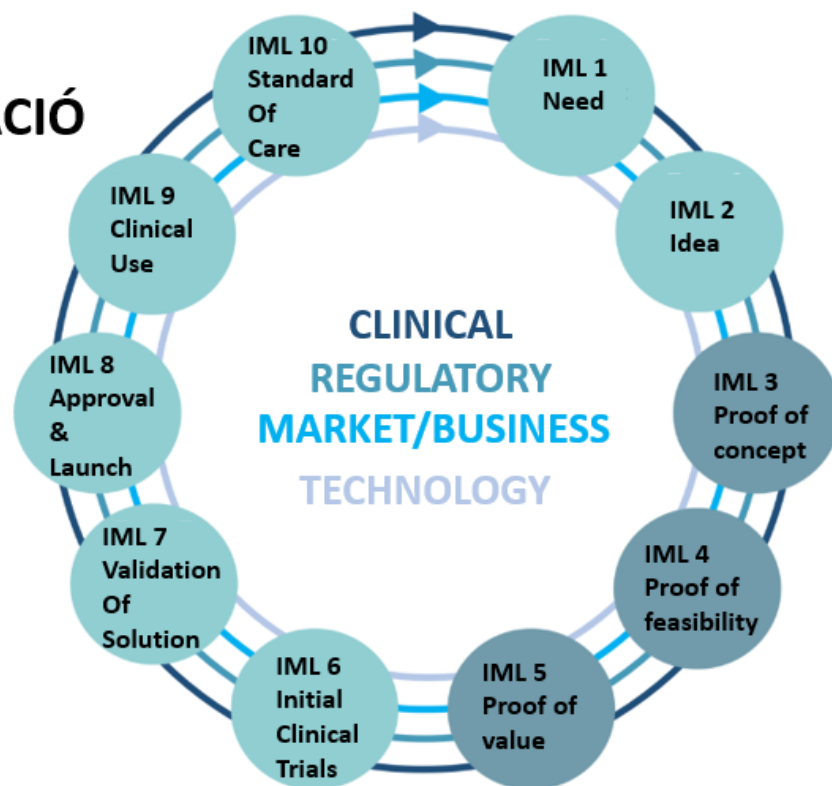 IML 10
Standard
Of
Care
IML 1
Need
IML 2
Idea
IML 3
Proof of
concept
IML 4
Proof of
feasibility
IML 5
Proof of
value
IML 6
Initial
Clinical
Trials
IML 7
Validation
Of
Solution
IML 8
Approval
&
Launch
IML 9
Clinical
Use
CLINICAL
REGULATORY
MARKET/BUSINESS
TECHNOLOGY